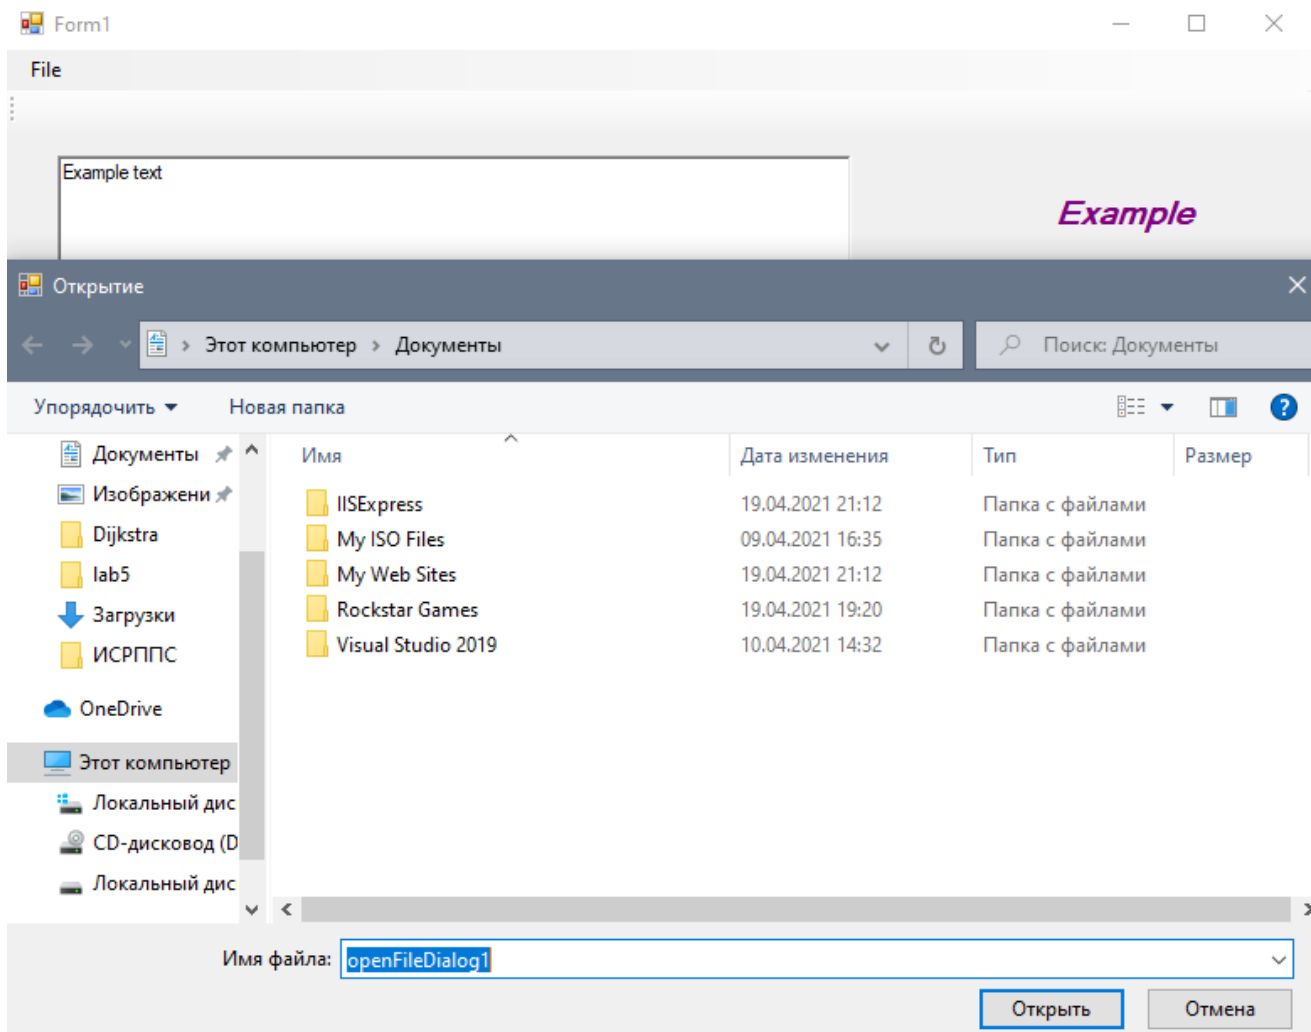 Form1
File
Example text
Example
Открытие
Этот компьютер > Документы
Поиск: Документы
Упорядочить
Новая папка
Документы
Изображени
Dijkstra
lab5
Загрузки
ИСРППС
OneDrive
Этот компьютер
Локальный дис
CD-дисковод (D
Локальный дис
Имя Дата изменения Тип Размер
IISExpress 19.04.2021 21:12 Папка с файлами
My ISO Files 09.04.2021 16:35 Папка с файлами
My Web Sites 19.04.2021 21:12 Папка с файлами
Rockstar Games 19.04.2021 19:20 Папка с файлами
Visual Studio 2019 10.04.2021 14:32 Папка с файлами
Имя файла: openFileDialog1
Открыть Отмена